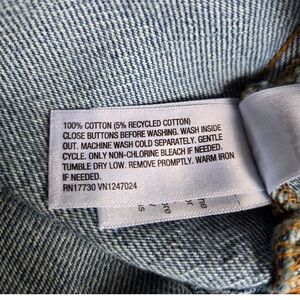 100% COTTON (5% RECYCLED COTTON)
CLOSE BUTTONS BEFORE WASHING. WASH INSIDE
OUT. MACHINE WASH COLD SEPARATELY. GENTLE
CYCLE. ONLY NON-CHLORINE BLEACH IF NEEDED.
TUMBLE DRY LOW. REMOVE PROMPTLY. WARM IRON
IF NEEDED.
RN17730 VN1247024